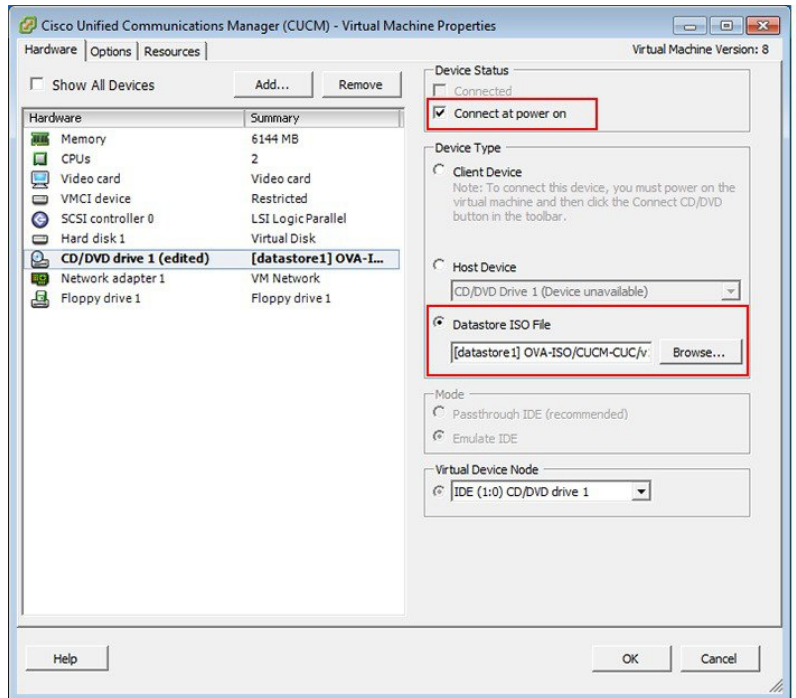 Cisco Unified Communications Manager (CUCM) - Virtual Machine Properties
Hardware Options Resources
Virtual Machine Version: 8
Show All Devices
Add...
Remove
Hardware Summary
Memory 6144 MB
CPUs 2
Video card Video card
VMCI device Restricted
SCSI controller 0 LSI Logic Parallel
Hard disk 1 Virtual Disk
CD/DVD drive 1 (edited) [datastore1] OVA-I...
Network adapter 1 VM Network
Floppy drive 1 Floppy drive 1
Device Status
Connected
Connect at power on
Device Type
Client Device
Note: To connect this device, you must power on the
virtual machine and then click the Connect CD/DVD
button in the toolbar.
Host Device
CD/DVD Drive 1 (Device unavailable)
Datastore ISO File
[datastore1] OVA-ISO/CUCM-CUC/v
Browse...
Mode
Passthrough IDE (recommended)
Emulate IDE
Virtual Device Node
IDE (1:0) CD/DVD drive 1
Help
OK
Cancel